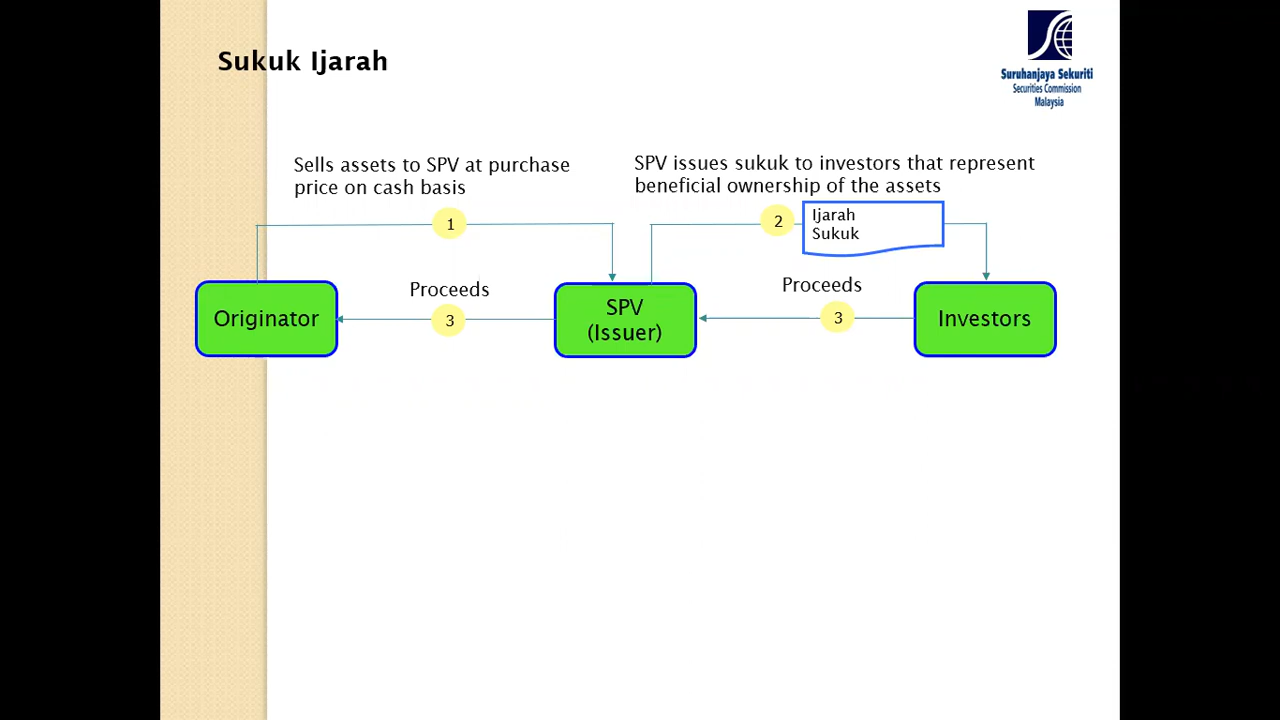 Sukuk Ijarah
Suruhanjaya Sekuriti
Securities Commission
Malaysia
Sells assets to SPV at purchase
price on cash basis
SPV issues sukuk to investors that represent
beneficial ownership of the assets
1
2
Ijarah
Sukuk
Originator
Proceeds
3
SPV
(Issuer)
Proceeds
3
Investors